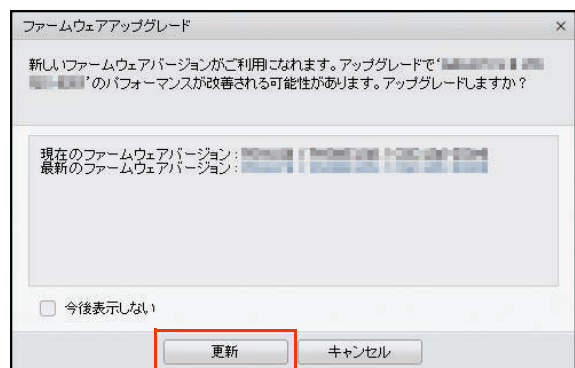 ファームウェアアップグレード
新しいファームウェアバージョンがご利用になれます。アップグレードで‘
’のパフォーマンスが改善される可能性があります。アップグレードしますか？
現在のファームウェアバージョン：
最新のファームウェアバージョン：
今後表示しない
更新
キャンセル